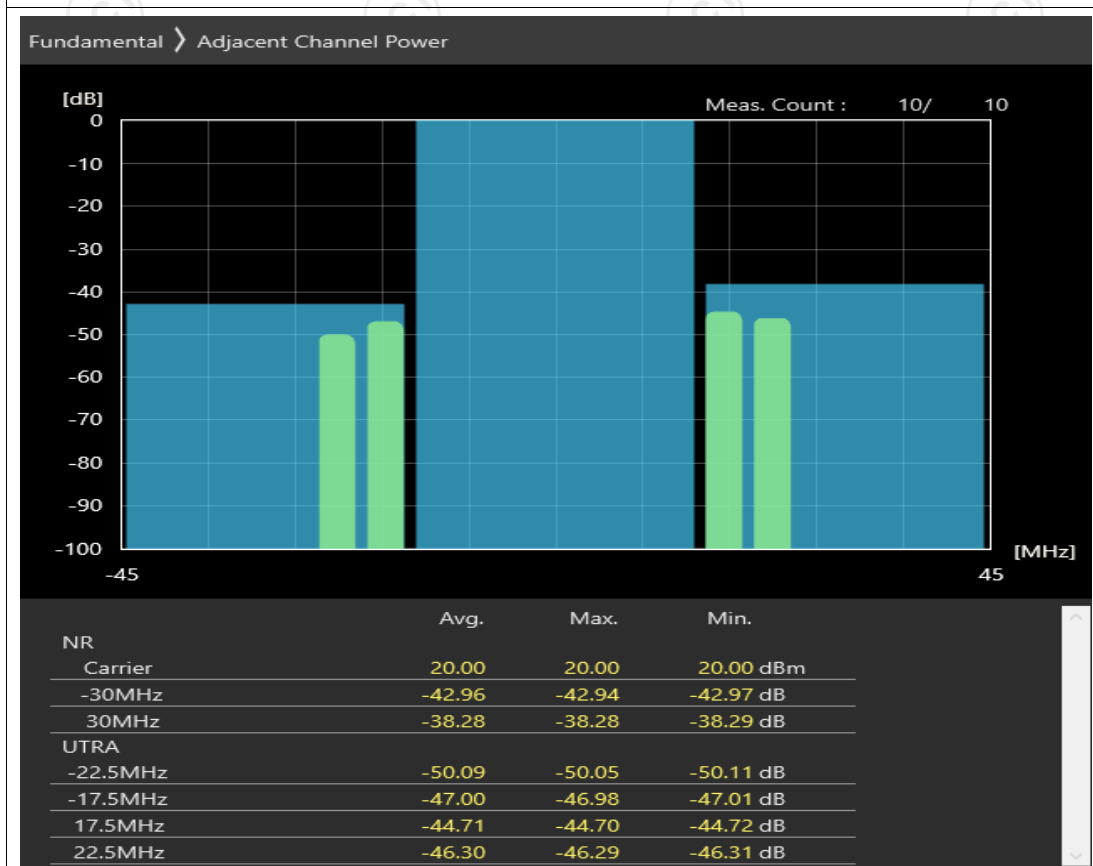 Fundamental 》 Adjacent Channel Power
[dB]
Meas. Count : 10/ 10
0
-10
-20
-30
-40
-50
-60
-70
-80
-90
-100
[MHz]
-45 45
Avg. Max. Min.
NR
Carrier 20.00 20.00 20.00 dBm
-30MHz -42.96 -42.94 -42.97 dB
30MHz -38.28 -38.28 -38.29 dB
UTRA
-22.5MHz -50.09 -50.05 -50.11 dB
-17.5MHz -47.00 -46.98 -47.01 dB
17.5MHz -44.71 -44.70 -44.72 dB
22.5MHz -46.30 -46.29 -46.31 dB